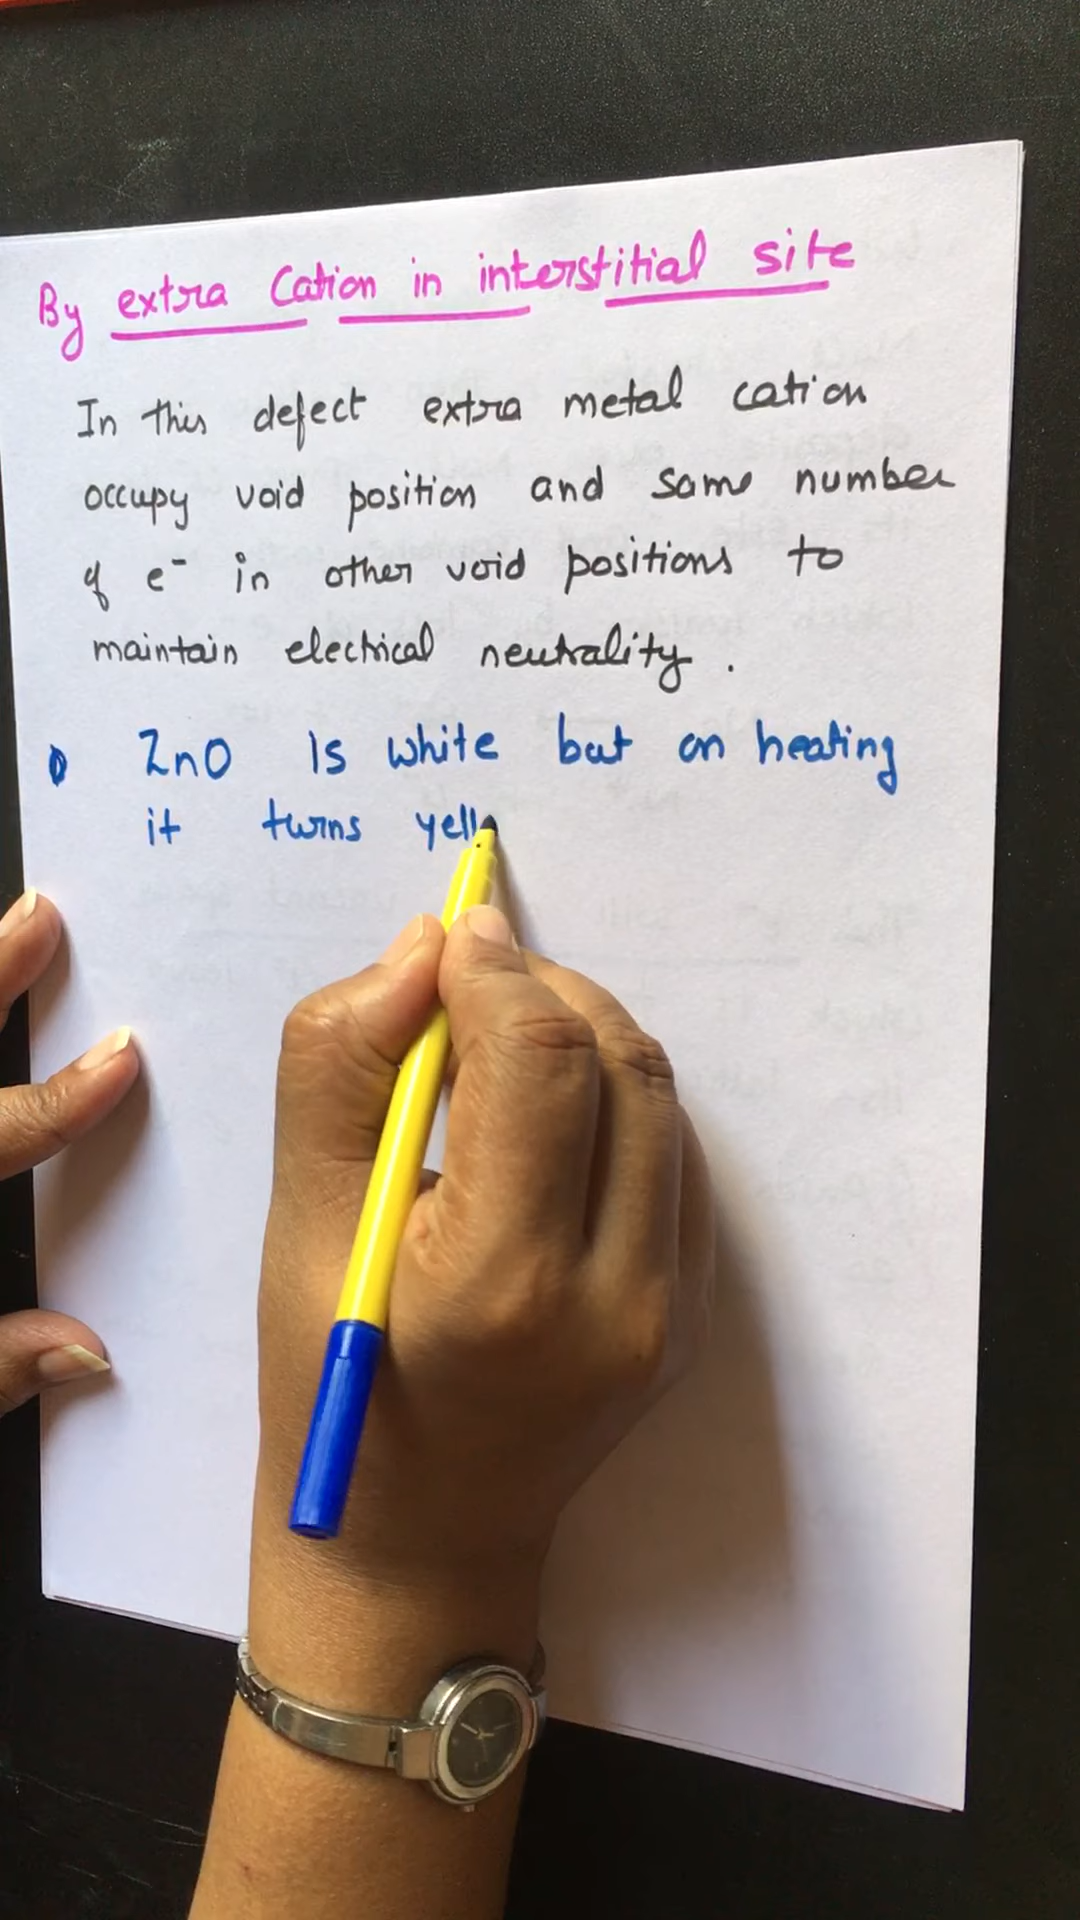 By extra Cation in interstitial site
In this defect extra metal cation
occupy void position and same number
of e⁻ in other void positions to
maintain electrical neutrality .
ZnO is white but on heating
it turns yell